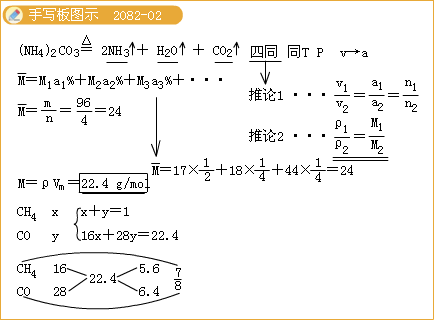 手写板图示 2082-02
(NH4)2CO3 ≜ 2NH3↑+ H2O↑ + CO2↑ 四同 同T P v→a
M̅=M1a1%+M2a2%+M3a3%+···
推论1 ··· v1/v2=a1/a2=n1/n2
M̅=m/n=96/4=24
推论2 ··· ρ1/ρ2=M1/M2
M̅=17×1/2+18×1/4+44×1/4=24
M=ρVm=22.4 g/mol
CH4 x x+y=1
CO y 16x+28y=22.4
CH4 16 5.6
22.4 7/8
CO 28 6.4